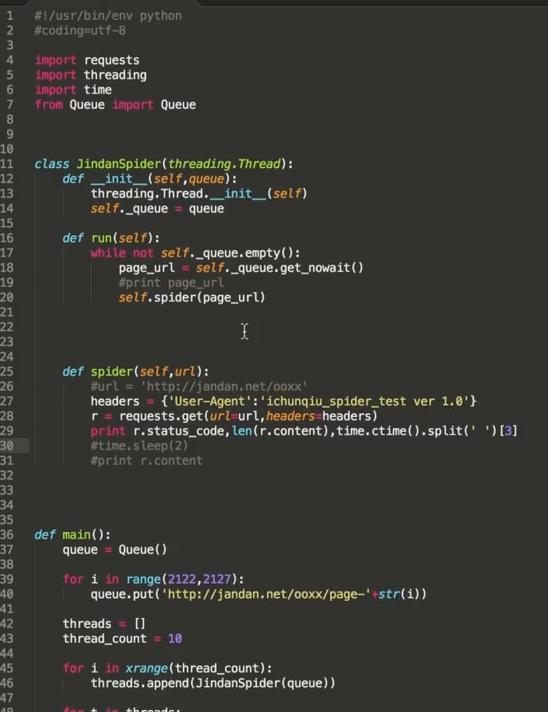 1 #!/usr/bin/env python
2 #coding=utf-8
3
4 import requests
5 import threading
6 import time
7 from Queue import Queue
8
9
10
11 class JindanSpider(threading.Thread):
12     def __init__(self,queue):
13         threading.Thread.__init__(self)
14         self._queue = queue
15
16     def run(self):
17         while not self._queue.empty():
18             page_url = self._queue.get_nowait()
19             #print page_url
20             self.spider(page_url)
21
22
23
24
25     def spider(self,url):
26         #url = 'http://jandan.net/ooxx'
27         headers = {'User-Agent':'ichunqiu_spider_test ver 1.0'}
28         r = requests.get(url=url,headers=headers)
29         print r.status_code,len(r.content),time.ctime().split(' ')[3]
30         #time.sleep(2)
31         #print r.content
32
33
34
35
36 def main():
37     queue = Queue()
38
39     for i in range(2122,2127):
40         queue.put('http://jandan.net/ooxx/page-'+str(i))
41
42     threads = []
43     thread_count = 10
44
45     for i in xrange(thread_count):
46         threads.append(JindanSpider(queue))
47
48     for t in threads: